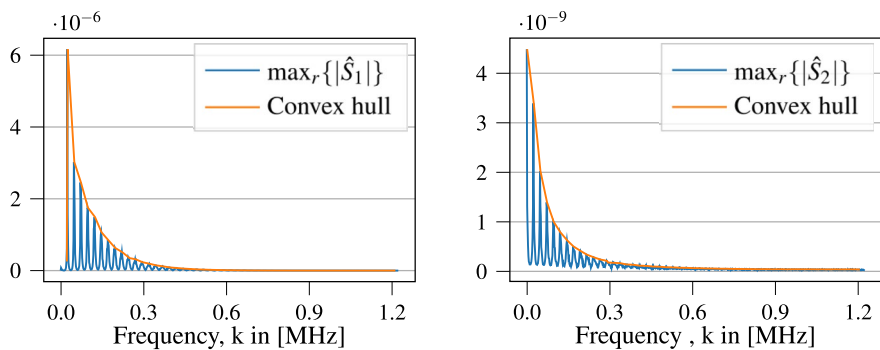 ·10⁻⁶
6
4
2
0
max_r{|Ŝ₁|}
Convex hull
0.0 0.3 0.6 0.9 1.2
Frequency, k in [MHz]
·10⁻⁹
4
3
2
1
0
max_r{|Ŝ₂|}
Convex hull
0.0 0.3 0.6 0.9 1.2
Frequency , k in [MHz]